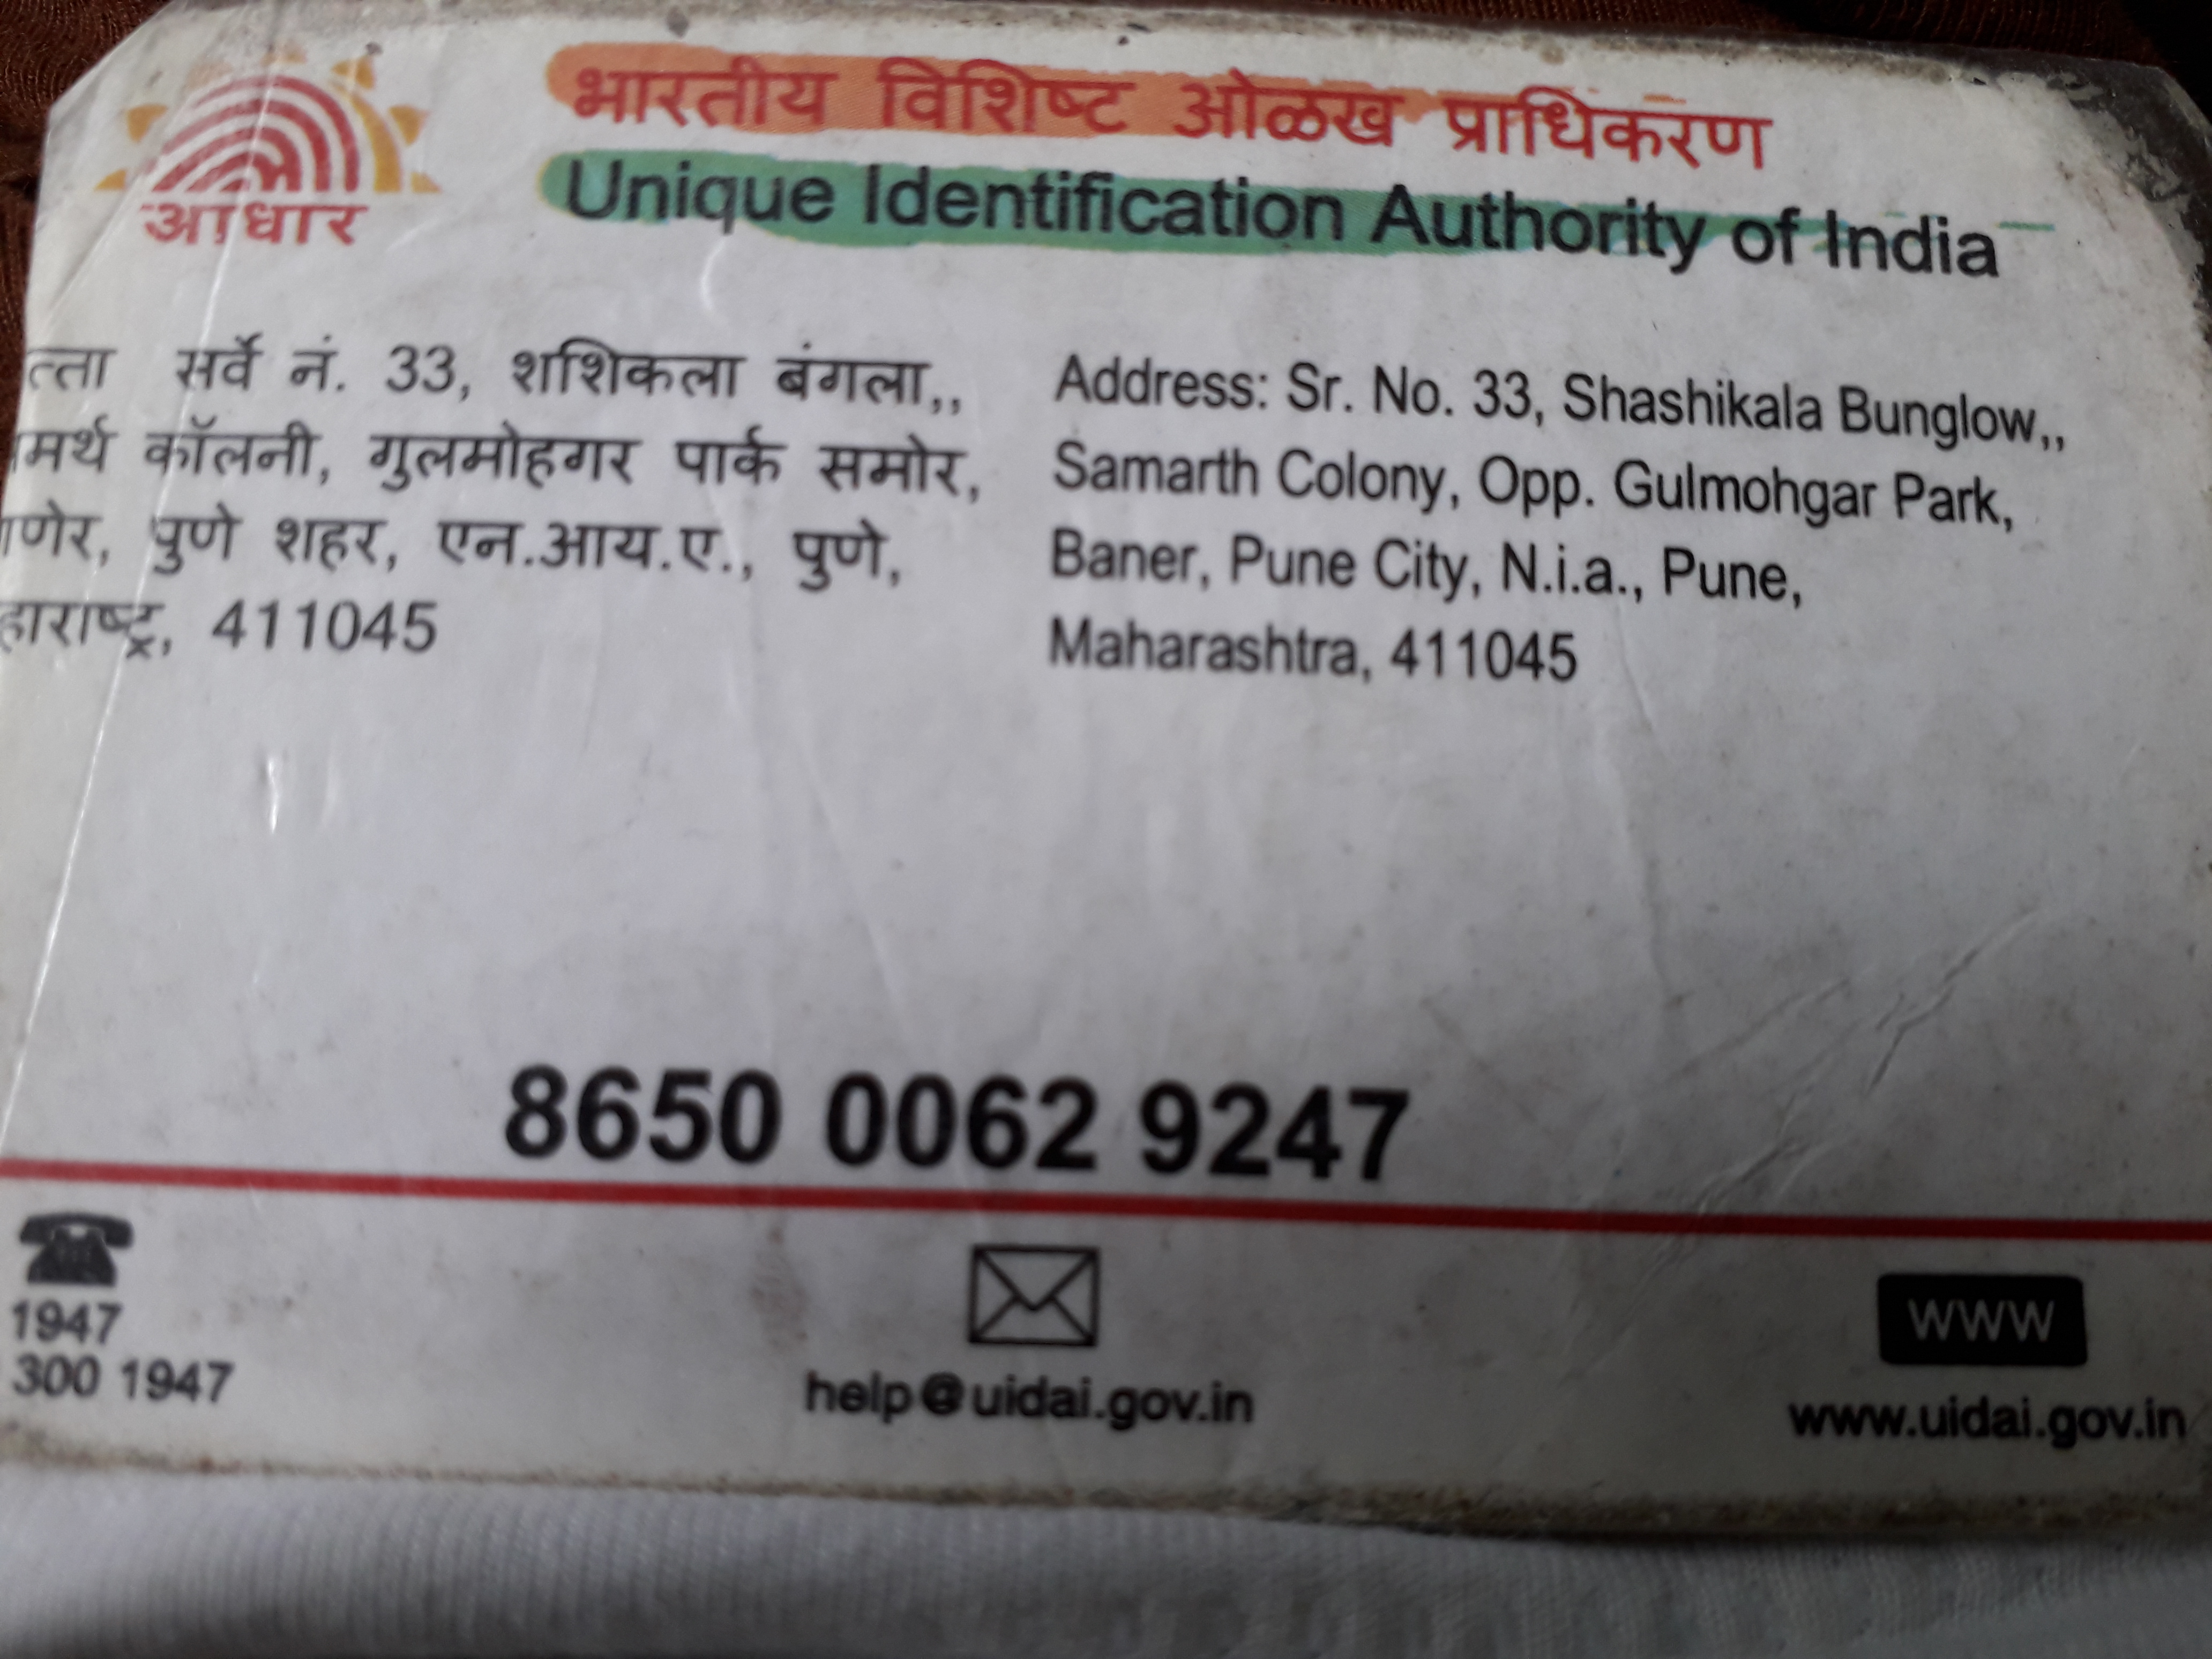 आधार
भारतीय विशिष्ट ओळख प्राधिकरण
Unique Identification Authority of India
सर्वे नं. 33, शशिकला बंगला,,
कॉलनी, गुलमोहगर पार्क समोर,
पुणे शहर, एन.आय.ए., पुणे,
411045
Address: Sr. No. 33, Shashikala Bunglow,,
Samarth Colony, Opp. Gulmohgar Park,
Baner, Pune City, N.i.a., Pune,
Maharashtra, 411045
8650 0062 9247
1947
300 1947
help@uidai.gov.in
www
www.uidai.gov.in